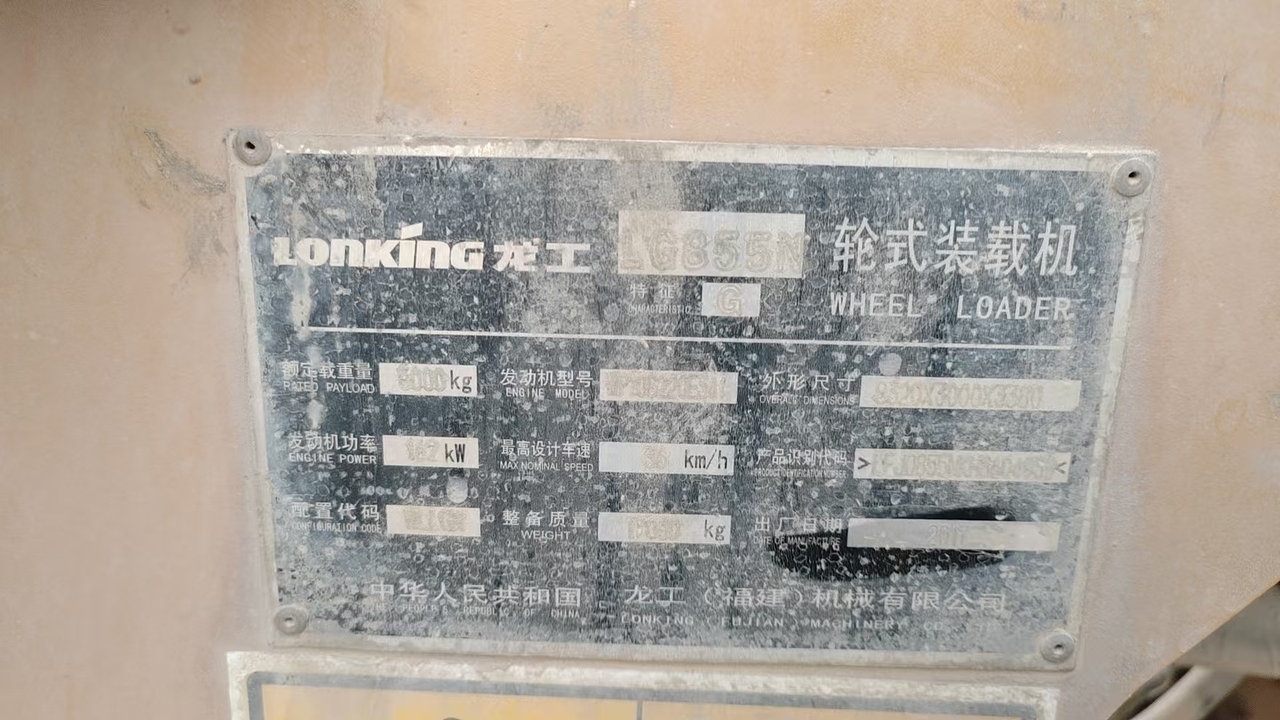 LONKING 龙工 LG855N 轮式装载机
特征 G
CHARACTERISTIC
WHEEL LOADER
额定载重量 5000 kg 发动机型号 外形尺寸
RATED PAYLOAD ENGINE MODEL OVERALL DIMENSIONS
发动机功率 162 kW 最高设计车速 km/h 产品识别代码 > <
ENGINE POWER MAX NOMINAL SPEED PRODUCT IDENTIFICATION NUMBER
配置代码 整备质量 kg 出厂日期
CONFIGURATION CODE WEIGHT DATE OF MANUFACTURE
中华人民共和国 龙工(福建)机械有限公司
THE PEOPLE'S REPUBLIC OF CHINA LONKING (FUJIAN) MACHINERY CO